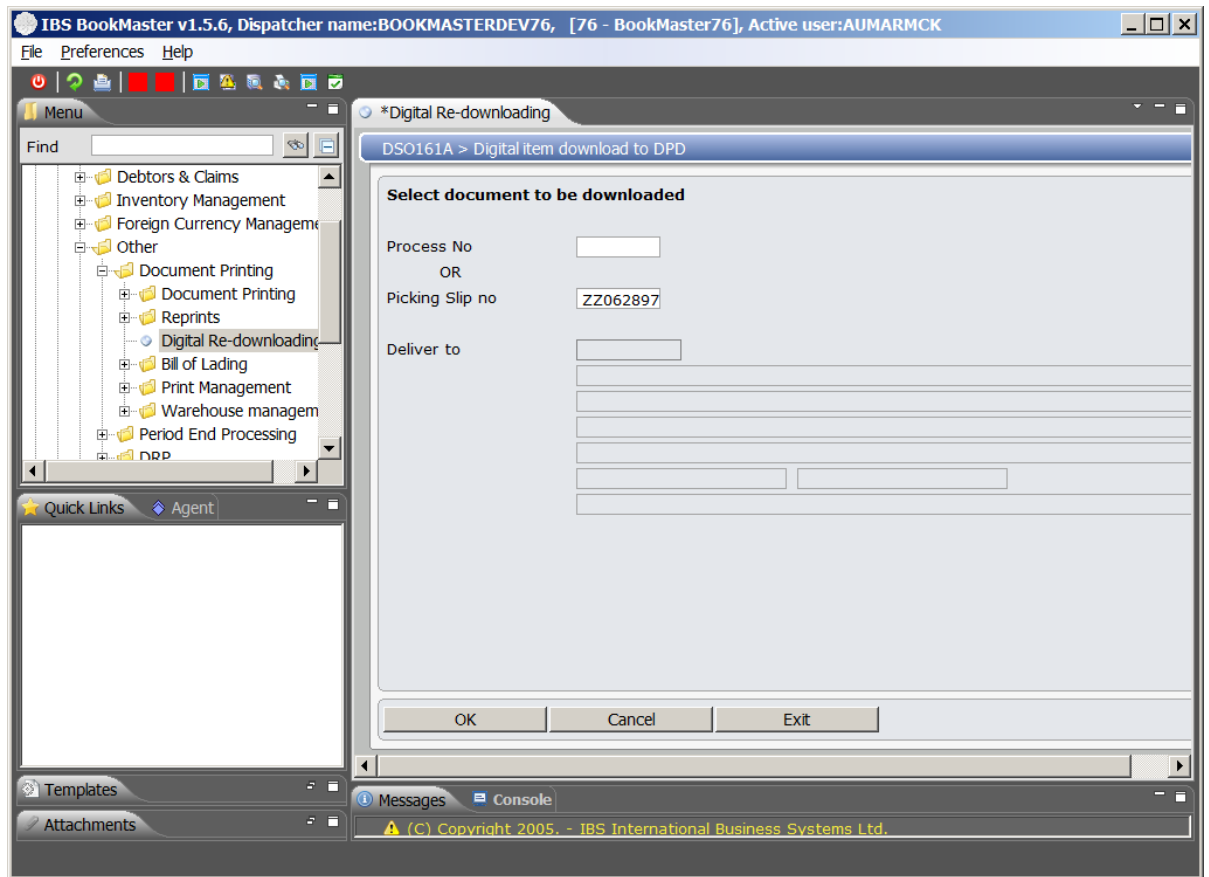 IBS BookMaster v1.5.6, Dispatcher name:BOOKMASTERDEV76, [76 - BookMaster76], Active user:AUMARMCK
File Preferences Help
Menu
Find
Debtors & Claims
Inventory Management
Foreign Currency Manageme
Other
Document Printing
Document Printing
Reprints
Digital Re-downloading
Bill of Lading
Print Management
Warehouse managem
Period End Processing
DRP
Quick Links Agent
Templates
Attachments
*Digital Re-downloading
DSO161A > Digital item download to DPD
Select document to be downloaded
Process No
OR
Picking Slip no ZZ062897
Deliver to
OK Cancel Exit
Messages Console
(C) Copyright 2005. - IBS International Business Systems Ltd.